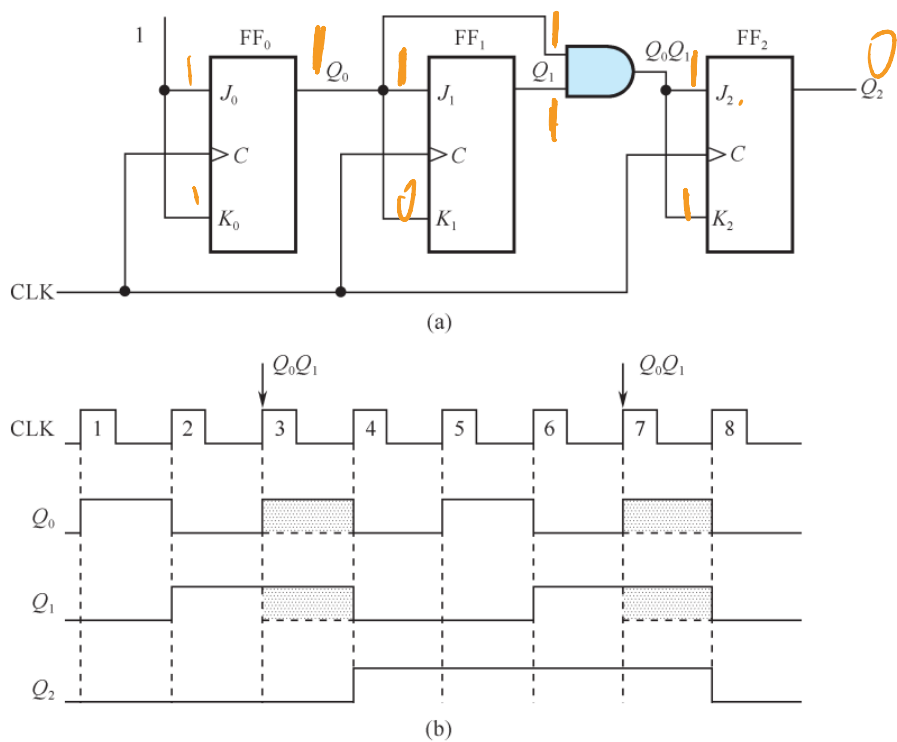 1 FF₀ Q₀ FF₁ Q₁ Q₀Q₁ FF₂ Q₂
1 1 1 1 1 1 0
J₀ J₁ J₂
C C C
1 0 1
K₀ K₁ K₂
CLK
(a)
Q₀Q₁ Q₀Q₁
CLK 1 2 3 4 5 6 7 8
Q₀
Q₁
Q₂
(b)